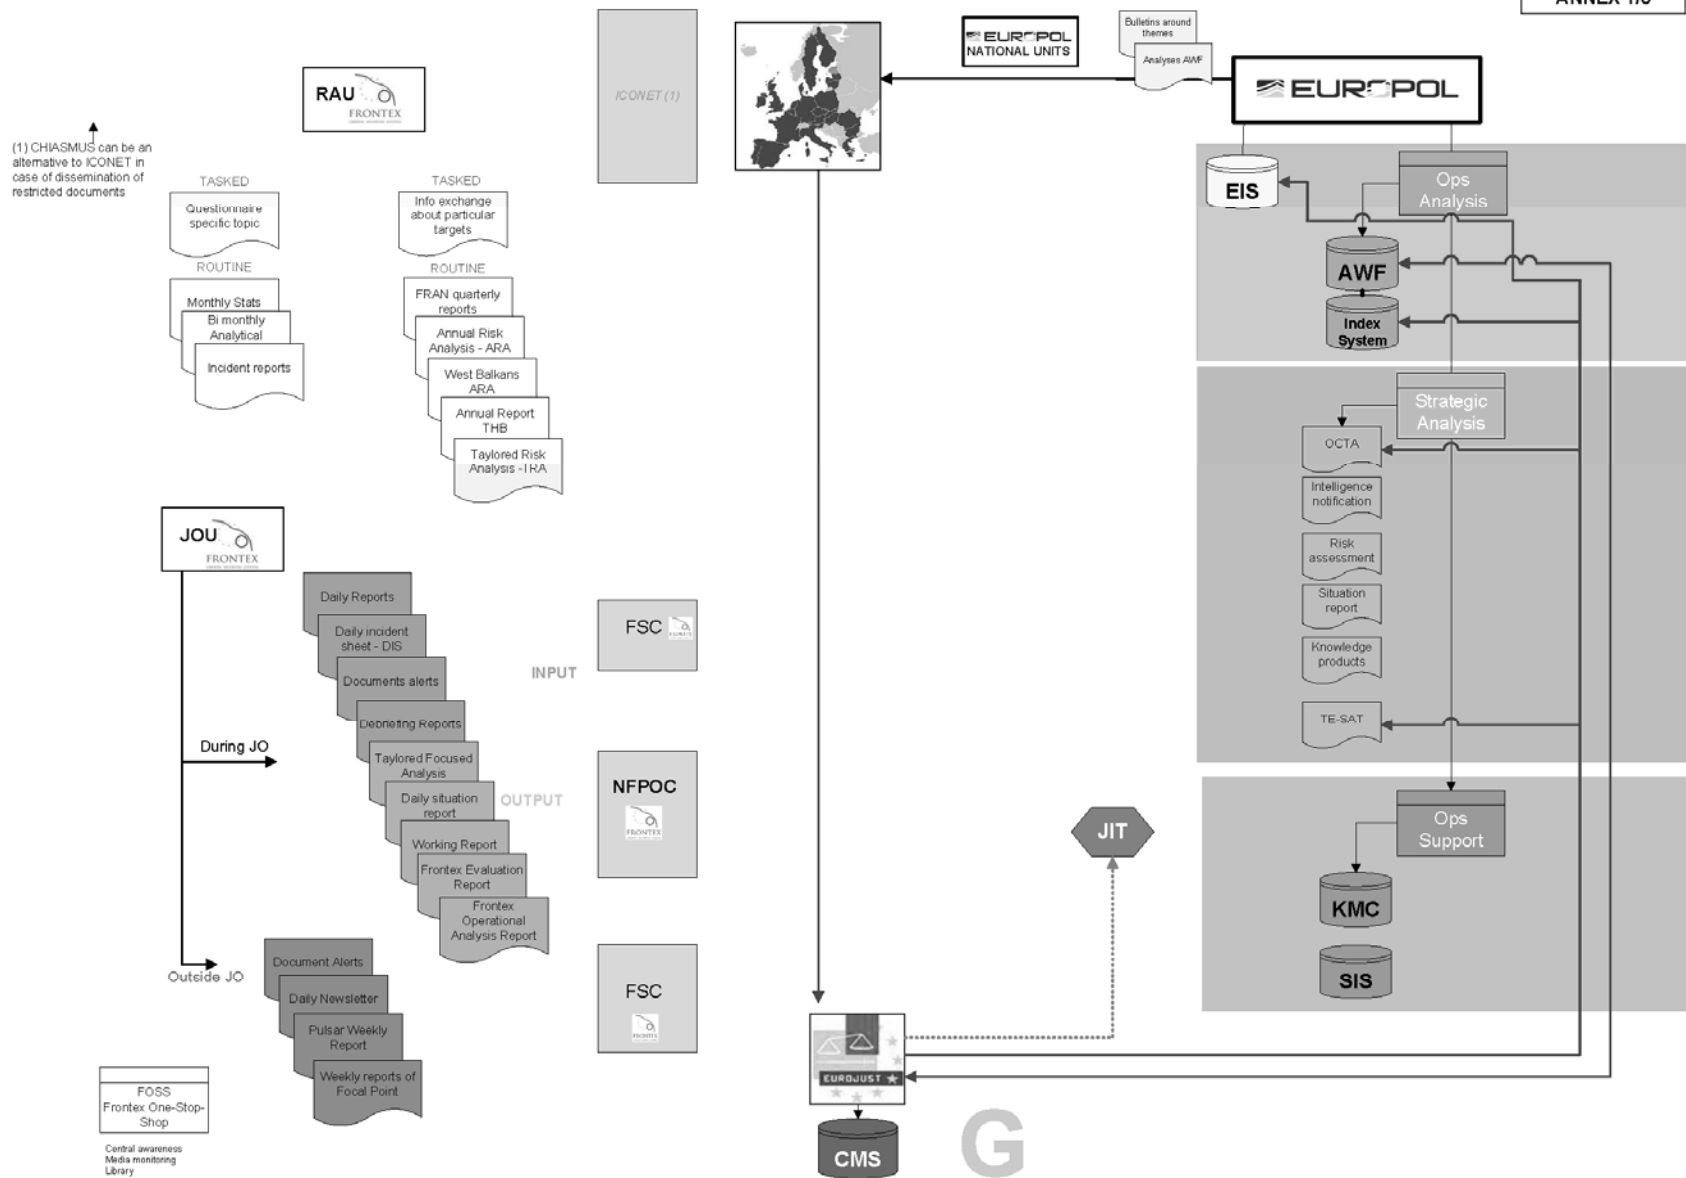 EUROPOL
NATIONAL UNITS
Bulletins around
themes
Analyses AWF
EUROPOL
RAU
FRONTEX
ICONET (1)
(1) CHIASMUS can be an
alternative to ICONET in
case of dissemination of
restricted documents
TASKED
Questionnaire
specific topic
ROUTINE
Monthly Stats
Bi monthly
Analytical
Incident reports
TASKED
Info exchange
about particular
targets
ROUTINE
FRAN quarterly
reports
Annual Risk
Analysis - ARA
West Balkans
ARA
Annual Report
THB
Taylored Risk
Analysis - TRA
EIS
Ops
Analysis
AWF
Index
System
Strategic
Analysis
OCTA
Intelligence
notification
Risk
assessment
Situation
report
Knowledge
products
TE-SAT
Ops
Support
KMC
SIS
JOU
FRONTEX
During JO
Outside JO
Daily Reports
Daily incident
sheet - DIS
Documents alerts
Debriefing Reports
Taylored Focused
Analysis
Daily situation
report
Working Report
Frontex Evaluation
Report
Frontex
Operational
Analysis Report
INPUT
OUTPUT
FSC
NFPOC
FRONTEX
FSC
Document Alerts
Daily Newsletter
Pulsar Weekly
Report
Weekly reports of
Focal Point
FOSS
Frontex One-Stop-
Shop
Central awareness
Media monitoring
Library
JIT
EUROJUST
CMS
G